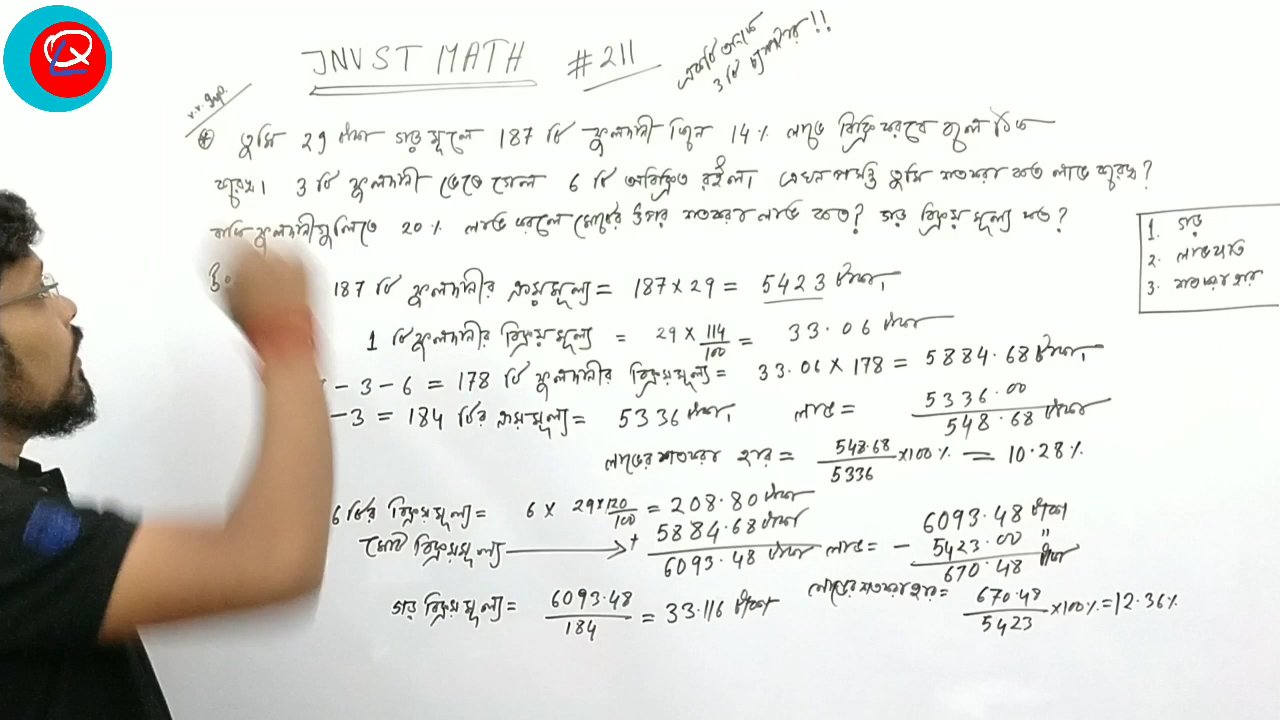 JNVST MATH #211
একটি অংকে
3 টি চ্যাপ্টার !!
v.v. Imp.
তুমি 29 টাকা গড় মূল্যে 187 টি ফুলদানী কিনে 14% লাভে বিক্রি করবে বলে ঠিক
করেছ। 3 টি ফুলদানী ভেঙে গেল 6 টি অবিক্রিত রইল। এখন পর্যন্ত তুমি শতকরা কত লাভ করেছ?
বাকি ফুলদানীগুলিতে 20% লাভ করলে মোটের উপর শতকরা লাভ কত? গড় বিক্রয় মূল্য কত?
1. গড়
2. লাভ ক্ষতি
3. শতকরা হার
উঃ
187 টি ফুলদানীর ক্রয়মূল্য = 187 × 29 = 5423 টাকা
1 টি ফুলদানীর বিক্রয় মূল্য = 29 × 114/100 = 33.06 টাকা
- 3 - 6 = 178 টি ফুলদানীর বিক্রয়মূল্য = 33.06 × 178 = 5884.68 টাকা
- 3 = 184 টির ক্রয়মূল্য = 5336 টাকা লাভ = 5336.00
548.68 টাকা
লাভের শতকরা হার = 548.68/5336 × 100% = 10.28%
6 টির বিক্রয়মূল্য = 6 × 29×120/100 = 208.80 টাকা
মোট বিক্রয়মূল্য → + 5884.68 টাকা
6093.48 টাকা
লাভ = 6093.48 টাকা
- 5423.00 "
670.48 টাকা
গড় বিক্রয় মূল্য = 6093.48/184 = 33.116 টাকা
লাভের শতকরা হার = 670.48/5423 × 100% = 12.36%